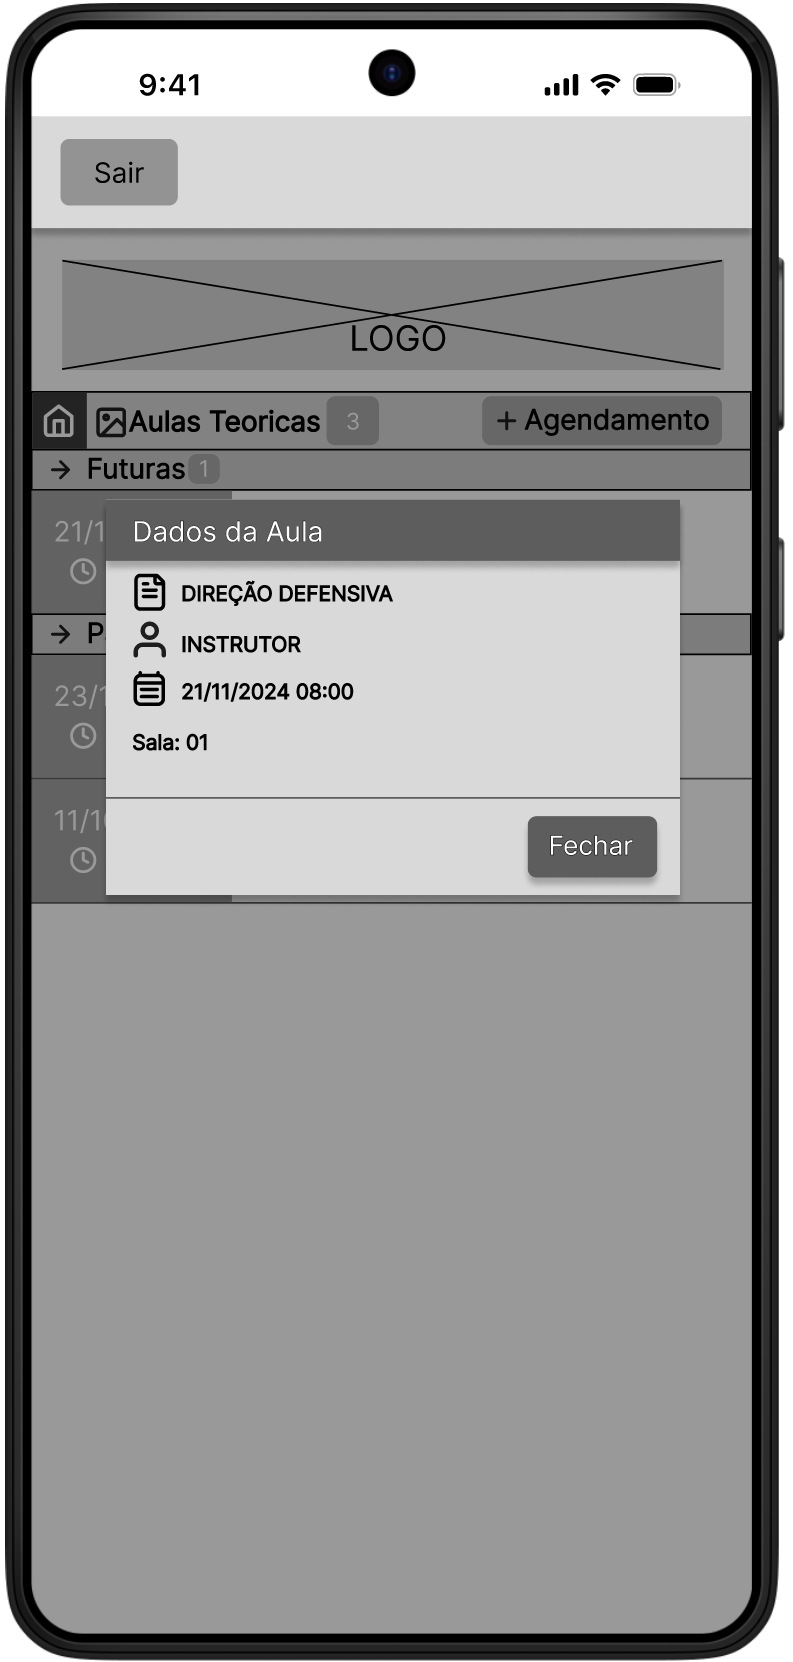 9:41
Sair
LOGO
Aulas Teoricas 3 + Agendamento
Futuras 1
21/1
Dados da Aula
DIREÇÃO DEFENSIVA
INSTRUTOR
21/11/2024 08:00
Sala: 01
Fechar
23/1
11/1